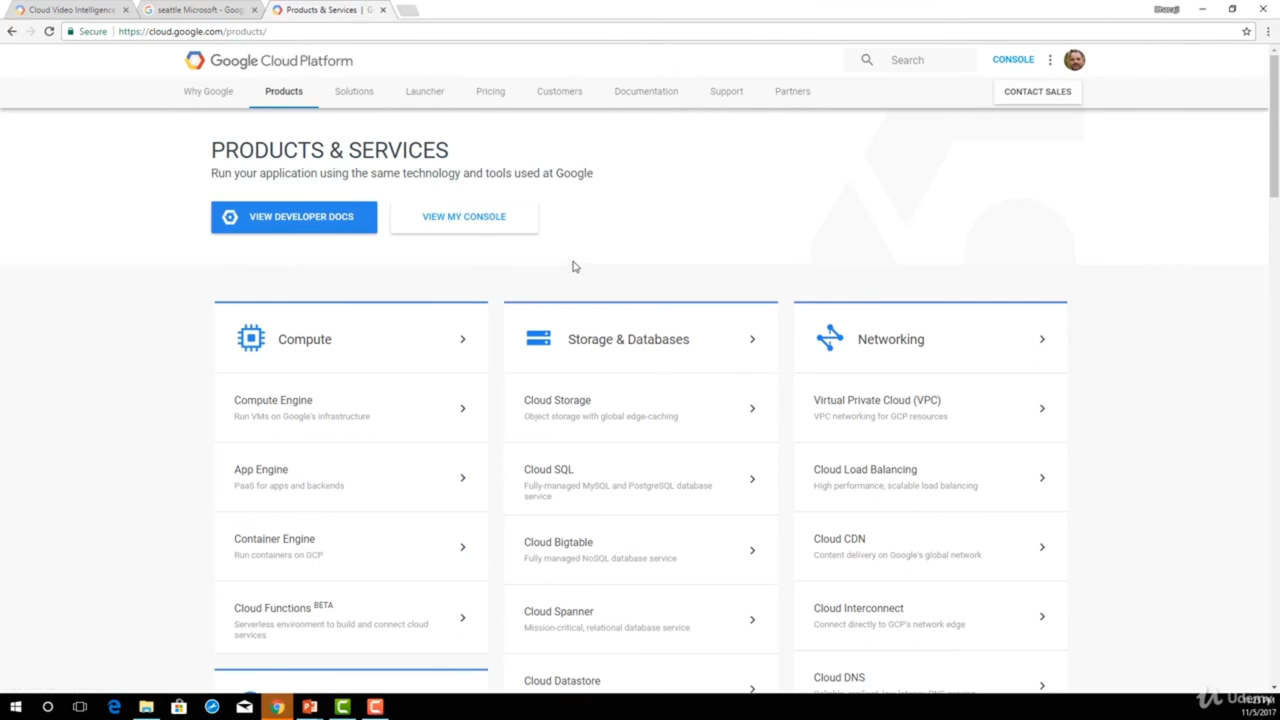 Cloud Video Intelligence
seattle Microsoft - Goog
Products & Services | G
Secure
https://cloud.google.com/products/
Google Cloud Platform
Search
CONSOLE
Why Google
Products
Solutions
Launcher
Pricing
Customers
Documentation
Support
Partners
CONTACT SALES
PRODUCTS & SERVICES
Run your application using the same technology and tools used at Google
VIEW DEVELOPER DOCS
VIEW MY CONSOLE
Compute
Compute Engine
Run VMs on Google's infrastructure
App Engine
PaaS for apps and backends
Container Engine
Run containers on GCP
Cloud Functions BETA
Serverless environment to build and connect cloud
services
Storage & Databases
Cloud Storage
Object storage with global edge-caching
Cloud SQL
Fully-managed MySQL and PostgreSQL database
service
Cloud Bigtable
Fully managed NoSQL database service
Cloud Spanner
Mission-critical, relational database service
Cloud Datastore
Networking
Virtual Private Cloud (VPC)
VPC networking for GCP resources
Cloud Load Balancing
High performance, scalable load balancing
Cloud CDN
Content delivery on Google's global network
Cloud Interconnect
Connect directly to GCP's network edge
Cloud DNS
Udemy
11/5/2017